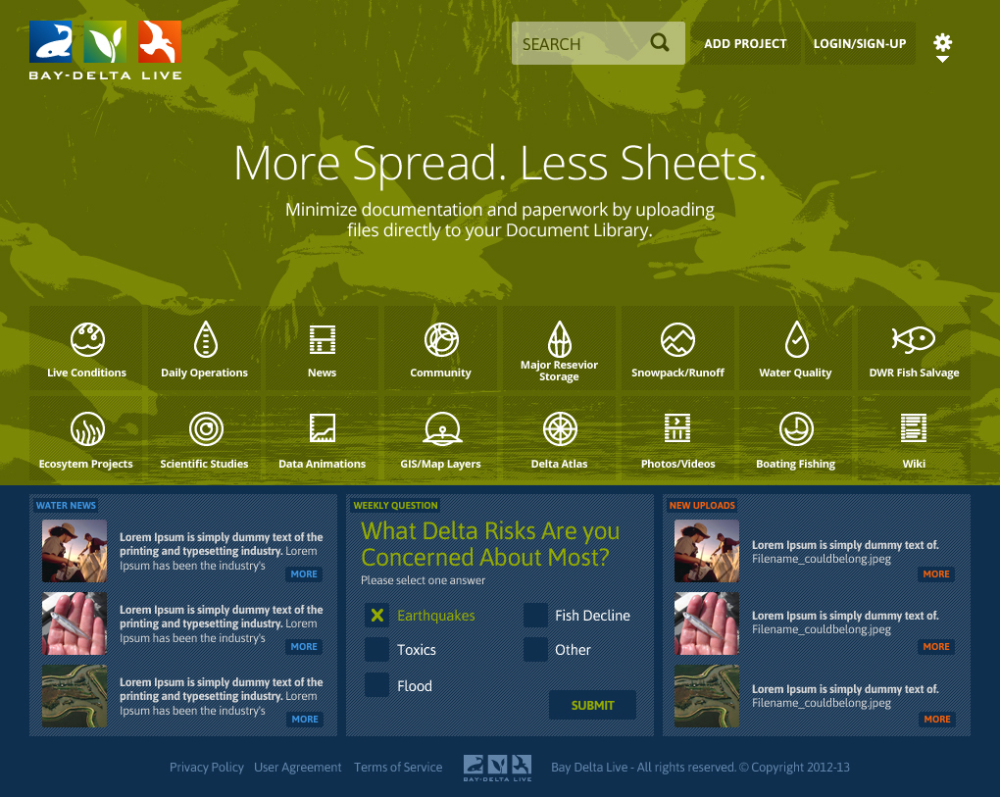 BAY-DELTA LIVE
SEARCH
ADD PROJECT
LOGIN/SIGN-UP
More Spread. Less Sheets.
Minimize documentation and paperwork by uploading
files directly to your Document Library.
Live Conditions
Daily Operations
News
Community
Major Resevior
Storage
Snowpack/Runoff
Water Quality
DWR Fish Salvage
Ecosytem Projects
Scientific Studies
Data Animations
GIS/Map Layers
Delta Atlas
Photos/Videos
Boating Fishing
Wiki
WATER NEWS
Lorem Ipsum is simply dummy text of the
printing and typesetting industry. Lorem
Ipsum has been the industry's
MORE
Lorem Ipsum is simply dummy text of the
printing and typesetting industry. Lorem
Ipsum has been the industry's
MORE
Lorem Ipsum is simply dummy text of the
printing and typesetting industry. Lorem
Ipsum has been the industry's
MORE
WEEKLY QUESTION
What Delta Risks Are you
Concerned About Most?
Please select one answer
Earthquakes
Fish Decline
Toxics
Other
Flood
SUBMIT
NEW UPLOADS
Lorem Ipsum is simply dummy text of.
Filename_couldbelong.jpeg
MORE
Lorem Ipsum is simply dummy text of.
Filename_couldbelong.jpeg
MORE
Lorem Ipsum is simply dummy text of.
Filename_couldbelong.jpeg
MORE
Privacy Policy
User Agreement
Terms of Service
BAY-DELTA LIVE
Bay Delta Live - All rights reserved. © Copyright 2012-13